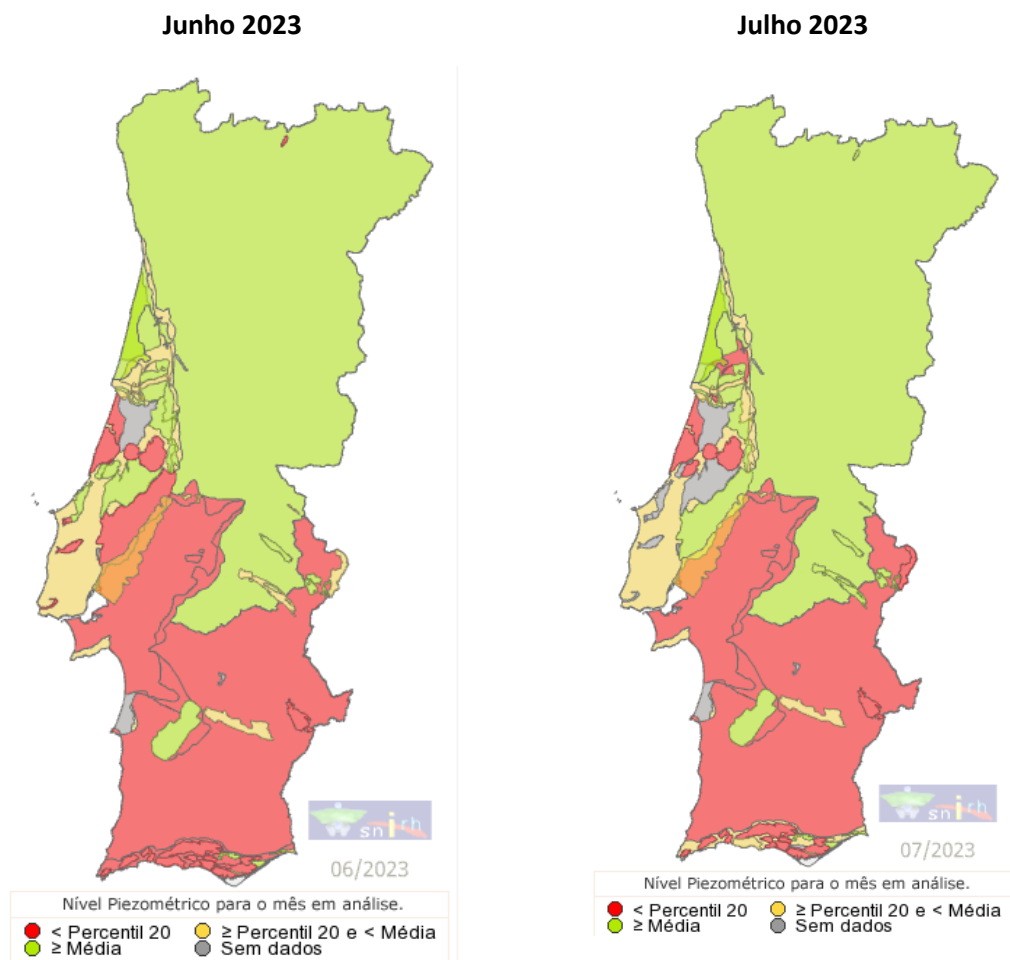 Junho 2023
Julho 2023
snirh
06/2023
Nível Piezométrico para o mês em análise.
< Percentil 20
≥ Percentil 20 e < Média
≥ Média
Sem dados
snirh
07/2023
Nível Piezométrico para o mês em análise.
< Percentil 20
≥ Percentil 20 e < Média
≥ Média
Sem dados